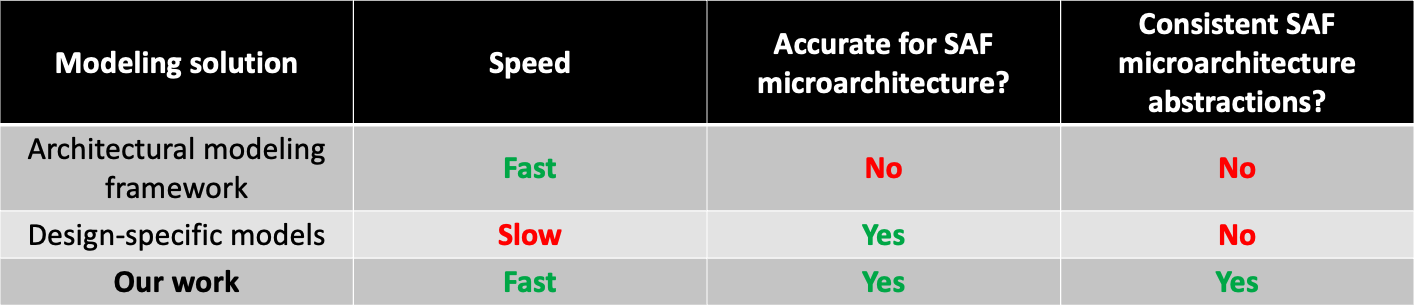 Modeling solution
Speed
Accurate for SAF
microarchitecture?
Consistent SAF
microarchitecture
abstractions?
Architectural modeling
framework
Fast
No
No
Design-specific models
Slow
Yes
No
Our work
Fast
Yes
Yes